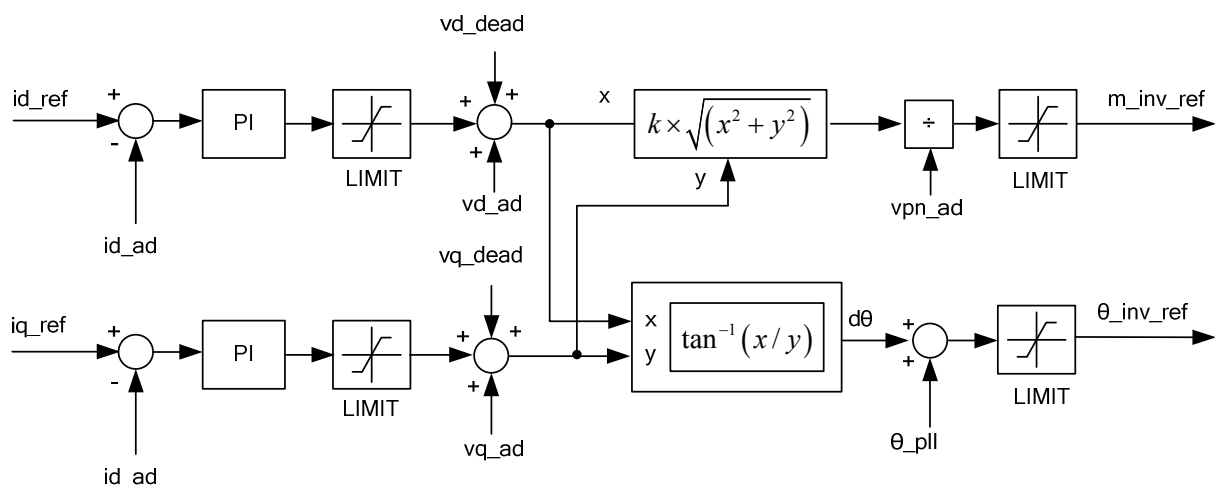 vd_dead
id_ref
+
-
PI
LIMIT
+
+
+
x
k × √(x² + y²)
y
÷
m_inv_ref
LIMIT
vpn_ad
vd_ad
id_ad
vq_dead
iq_ref
+
-
PI
LIMIT
+
+
+
x
y
tan⁻¹(x / y)
dθ
+
+
θ_inv_ref
LIMIT
θ_pll
vq_ad
id_ad